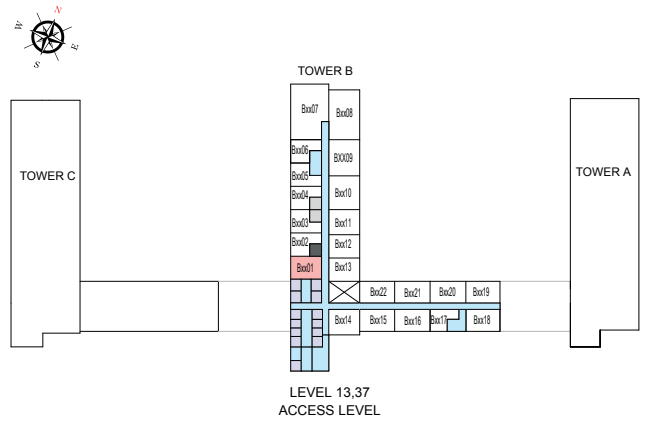 N
W
E
S
TOWER B
Bxx07
Bxx08
Bxx06
BXX09
Bxx05
TOWER C
TOWER A
Bxx04
Bxx10
Bxx03
Bxx11
Bxx02
Bxx12
Bxx01
Bxx13
Bxx22
Bxx21
Bxx20
Bxx19
Bxx14
Bxx15
Bxx16
Bxx17
Bxx18
LEVEL 13,37
ACCESS LEVEL